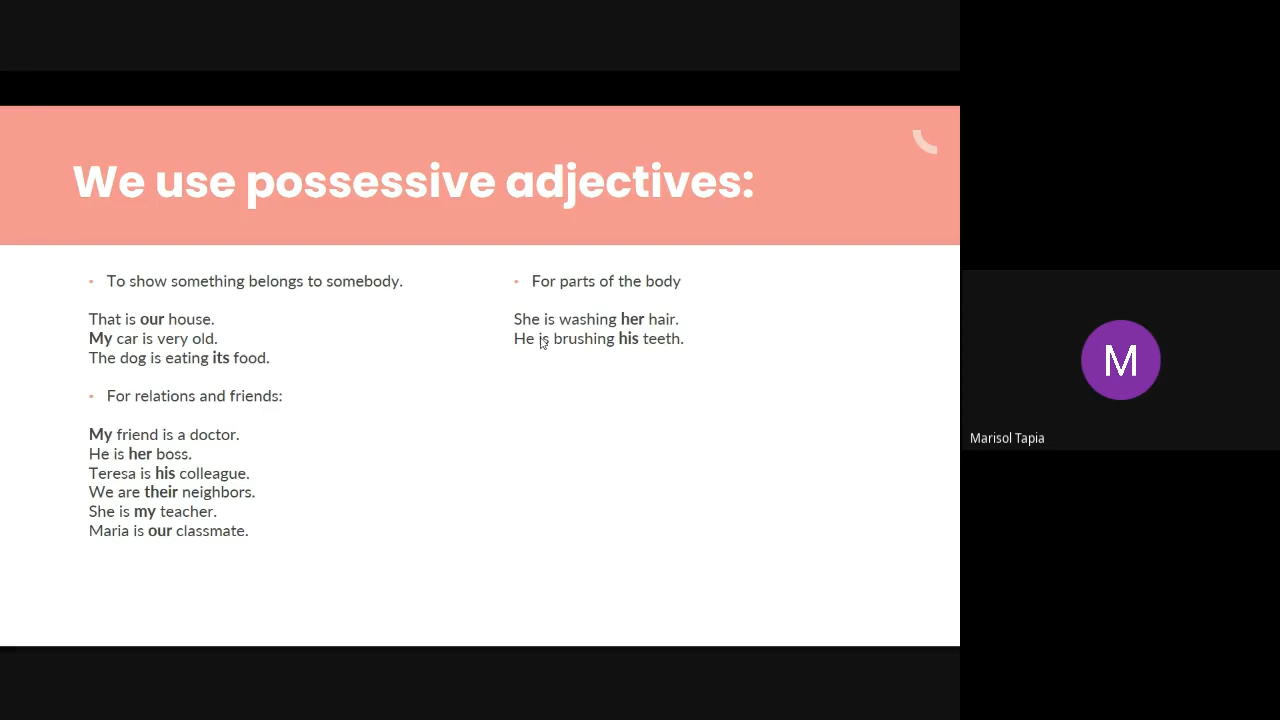 We use possessive adjectives:
• To show something belongs to somebody.
That is our house.
My car is very old.
The dog is eating its food.
• For relations and friends:
My friend is a doctor.
He is her boss.
Teresa is his colleague.
We are their neighbors.
She is my teacher.
Maria is our classmate.
• For parts of the body
She is washing her hair.
He is brushing his teeth.
M
Marisol Tapia